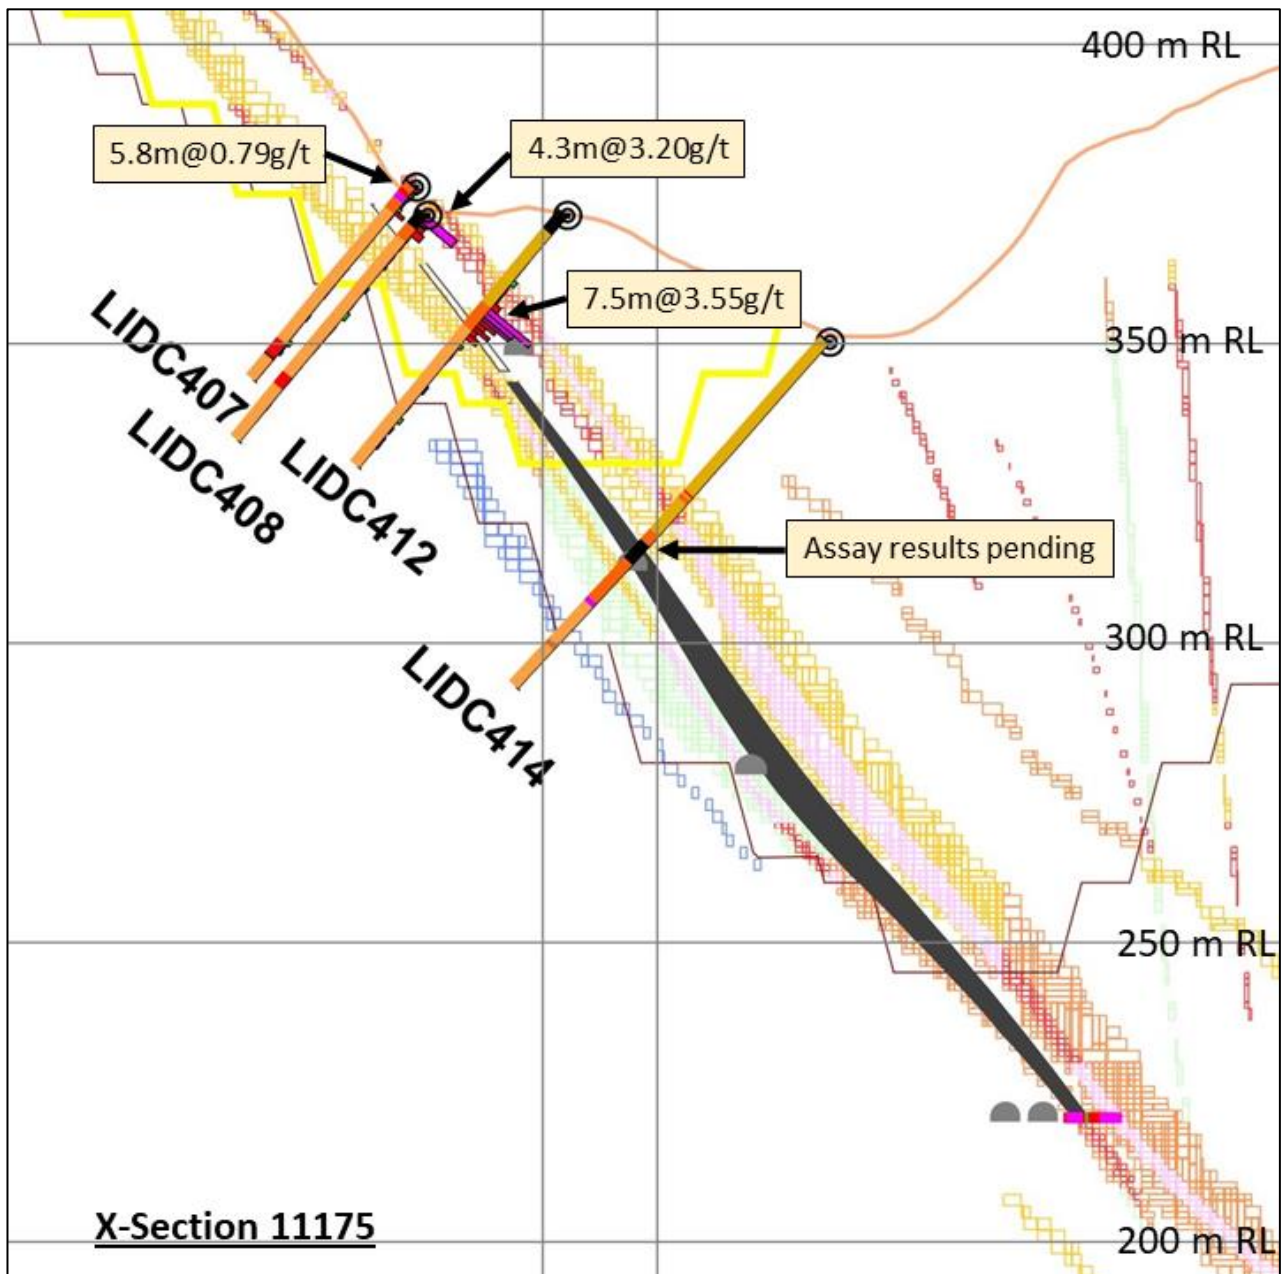 400 m RL
5.8m@0.79g/t
4.3m@3.20g/t
7.5m@3.55g/t
350 m RL
LIDC407
LIDC408
LIDC412
Assay results pending
300 m RL
LIDC414
250 m RL
X-Section 11175
200 m RL